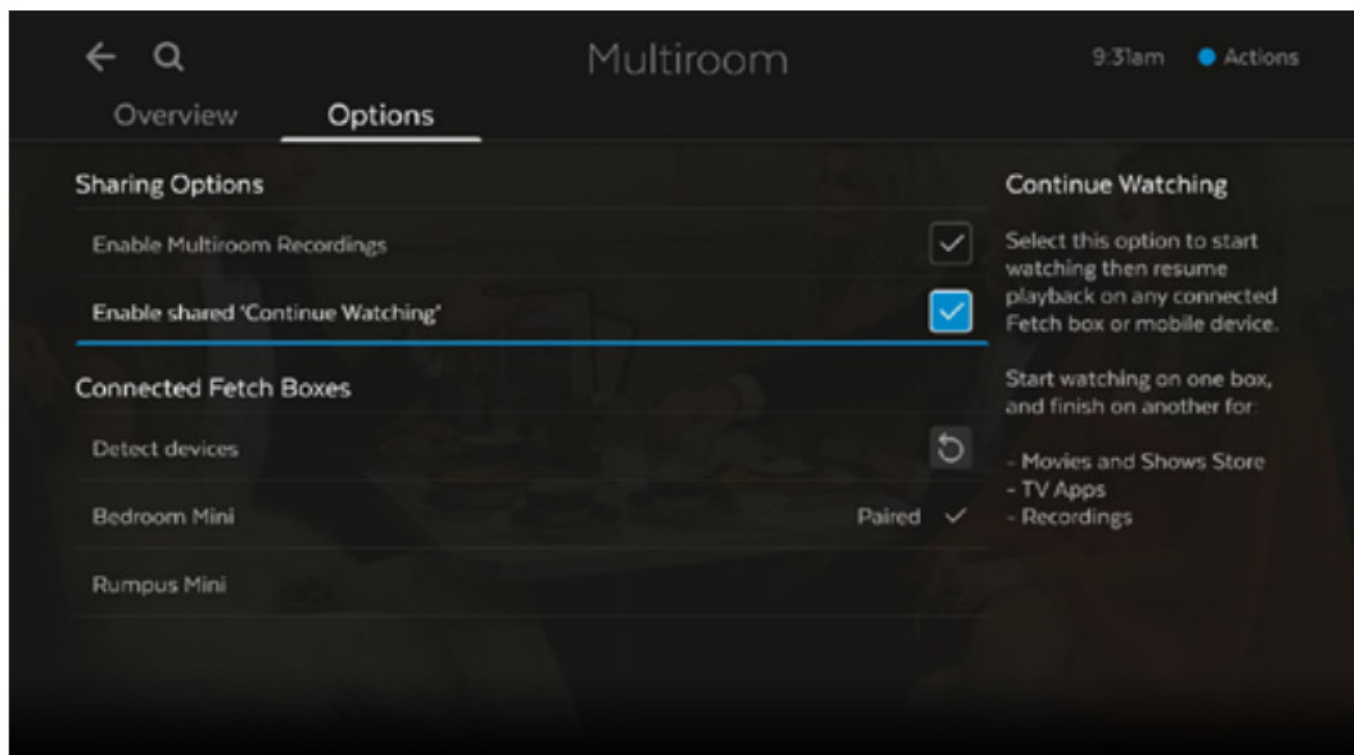 Multiroom
9:31am
Actions
Overview
Options
Sharing Options
Enable Multiroom Recordings
Enable shared 'Continue Watching'
Connected Fetch Boxes
Detect devices
Bedroom Mini
Paired
Rumpus Mini
Continue Watching
Select this option to start
watching then resume
playback on any connected
Fetch box or mobile device.
Start watching on one box,
and finish on another for:
- Movies and Shows Store
- TV Apps
- Recordings